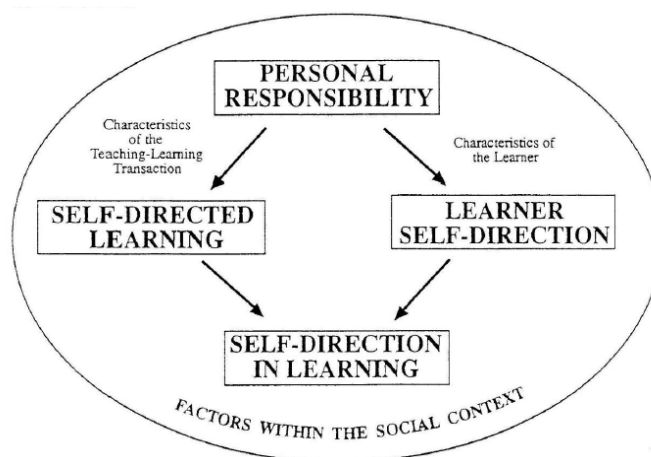 PERSONAL
RESPONSIBILITY
Characteristics
of the
Teaching-Learning
Transaction
Characteristics of
the Learner
SELF-DIRECTED
LEARNING
LEARNER
SELF-DIRECTION
SELF-DIRECTION
IN LEARNING
FACTORS WITHIN THE SOCIAL CONTEXT